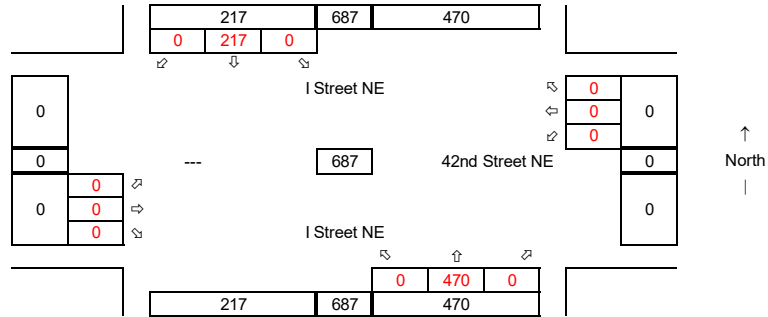 217 687 470
0 217 0
⬃ ⇩ ⬂
I Street NE
⬁ 0
0 ⇦ 0 0
⬃ 0
↑
0 --- 687 42nd Street NE 0 North
|
0 ⬀
0 0 ⇨ 0
0 ⬂ I Street NE
⬁ ⇧ ⬀
0 470 0
217 687 470